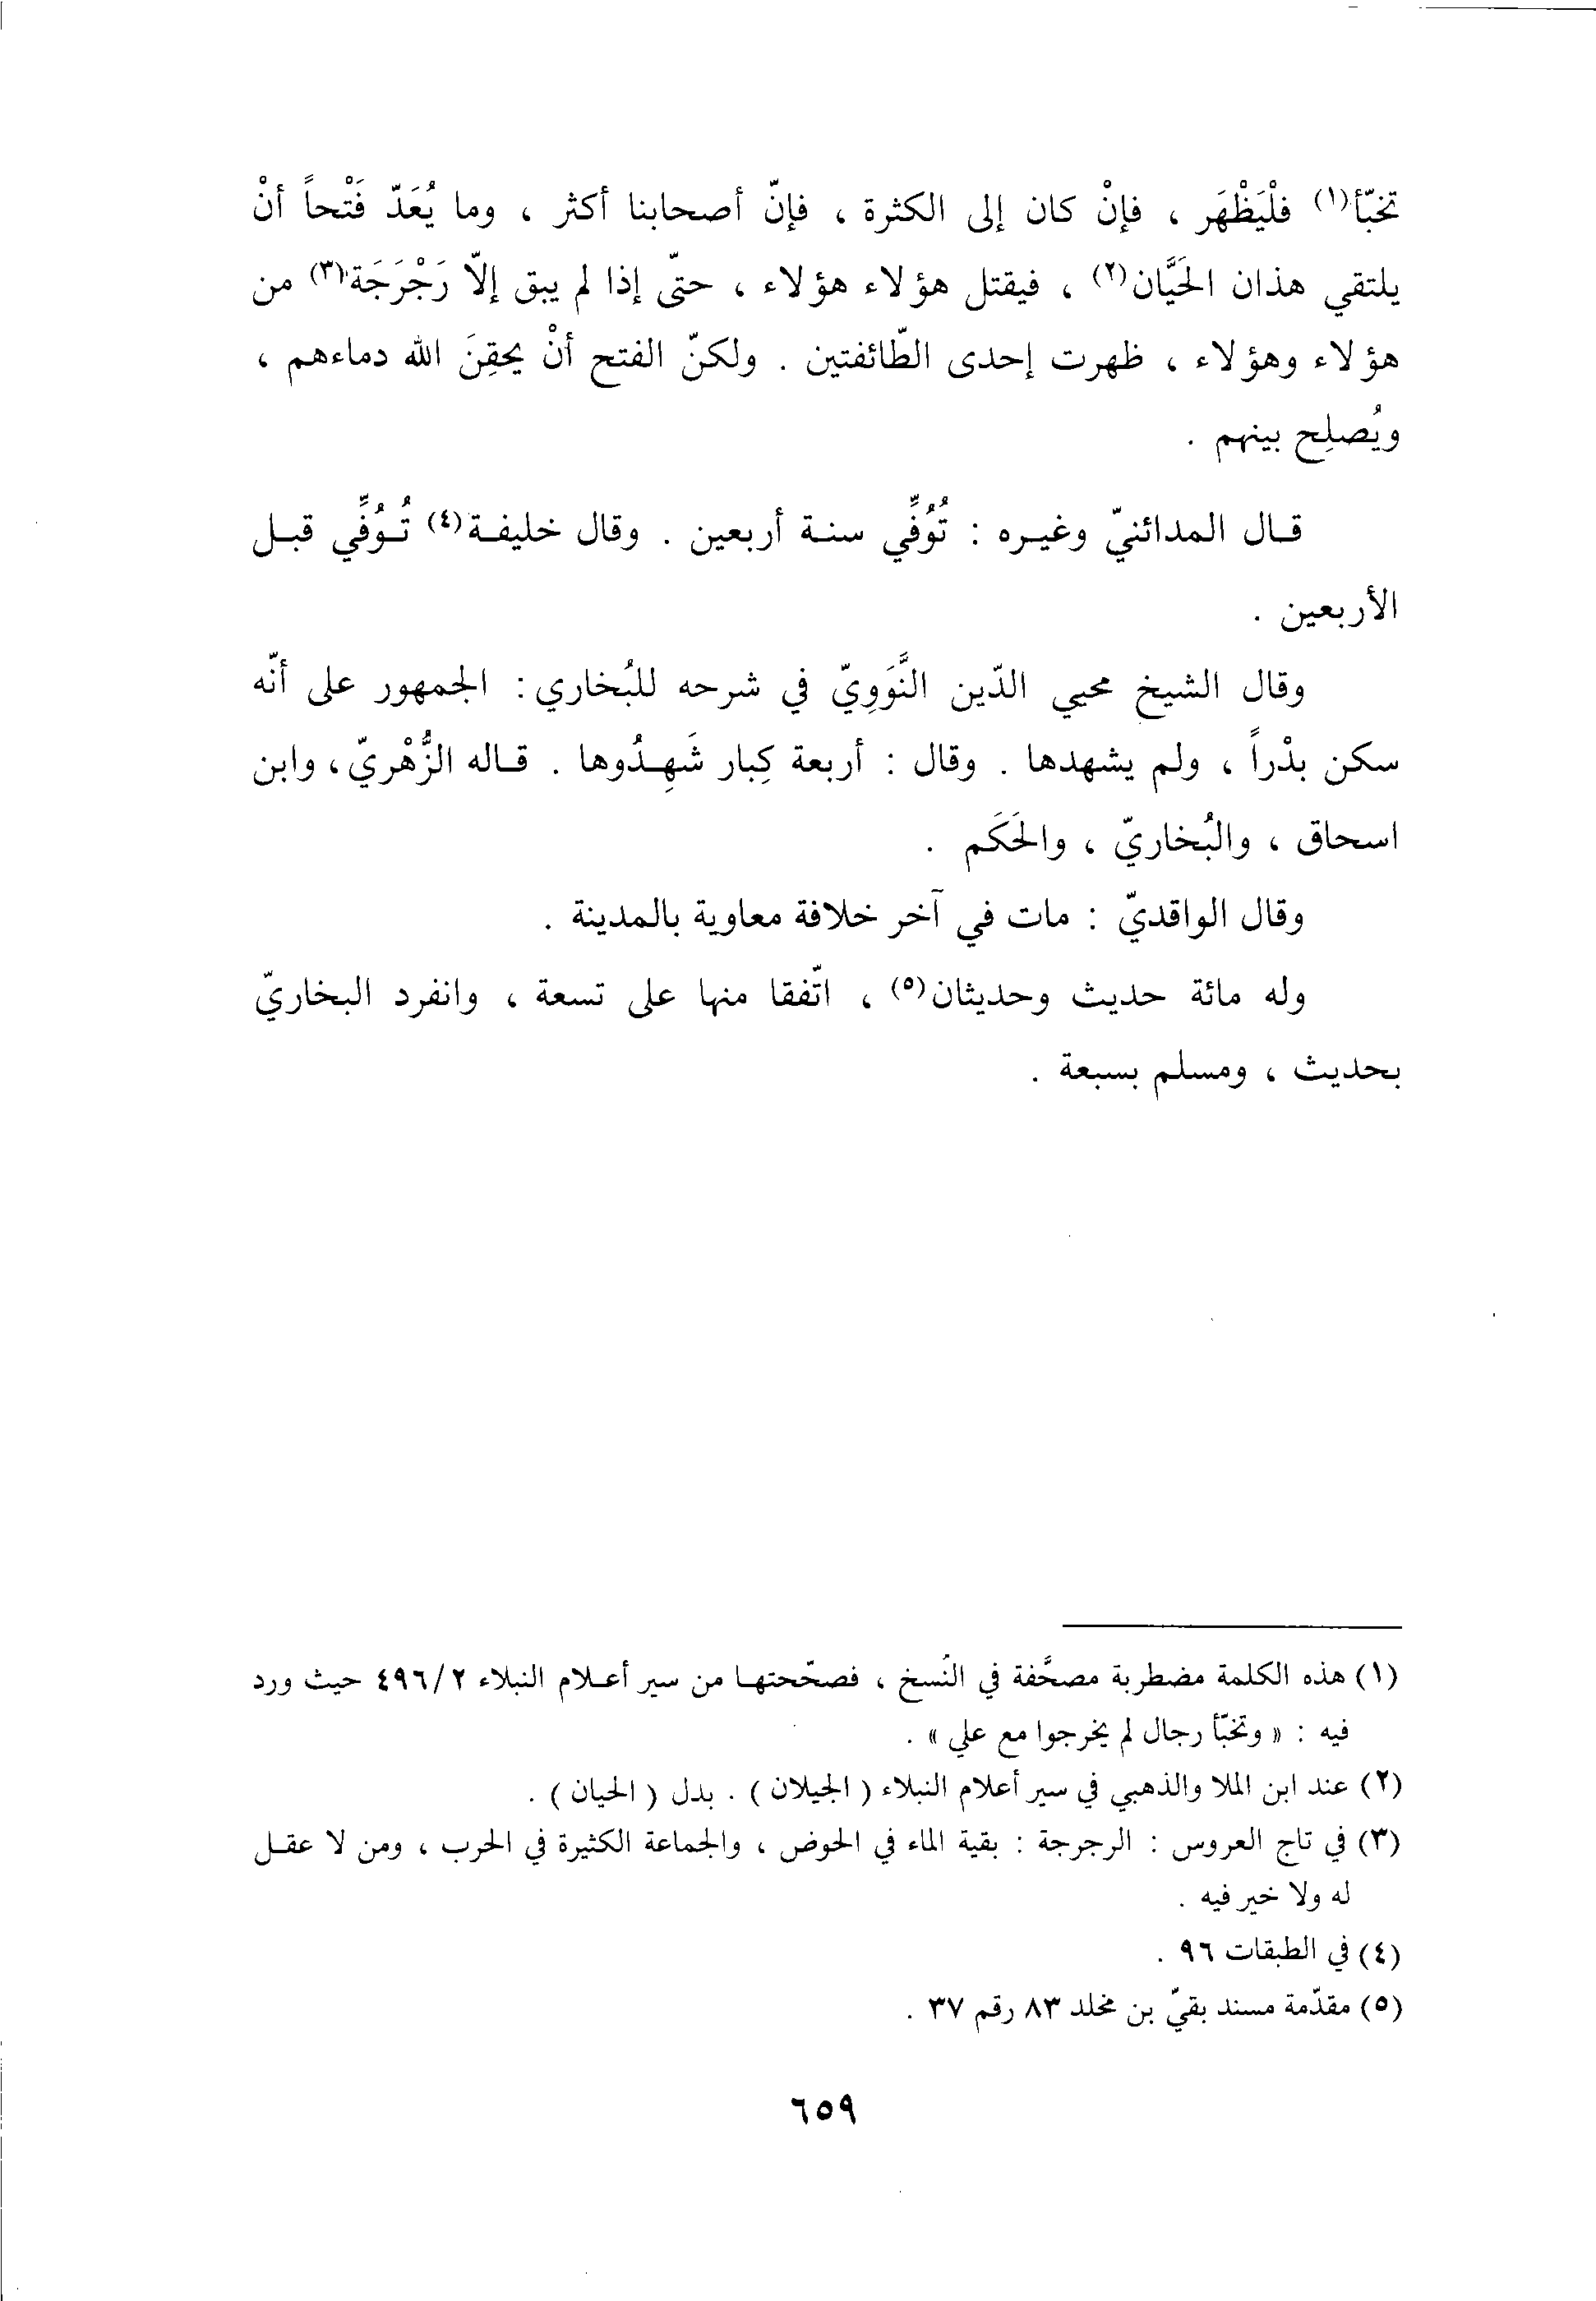 تخبّأ(١) فلْيَظْهَر ، فإنْ كان إلى الكثرة ، فإنّ أصحابنا أكثر ، وما يُعَدّ فَتْحاً أنْ
يلتقي هذان الحَيَّان(٢) ، فيقتل هؤلاء هؤلاء ، حتّى إذا لم يبق إلّا رَجْرَجَة(٣) من
هؤلاء وهؤلاء ، ظهرت إحدى الطّائفتين . ولكنّ الفتح أنْ يحقِنَ الله دماءهم ،
ويُصلِح بينهم .
قال المدائنيّ وغيره : تُوُفِّي سنة أربعين . وقال خليفة(٤) تُوُفِّي قبل
الأربعين .
وقال الشيخ محيي الدّين النَّوَوِيّ في شرحه للبُخاري : الجمهور على أنّه
سكن بدْراً ، ولم يشهدها . وقال : أربعة كِبار شَهِدُوها . قاله الزُّهْريّ ، وابن
اسحاق ، والبُخاريّ ، والحَكَم .
وقال الواقديّ : مات في آخر خلافة معاوية بالمدينة .
وله مائة حديث وحديثان(٥) ، اتّفقا منها على تسعة ، وانفرد البخاريّ
بحديث ، ومسلم بسبعة .
(١) هذه الكلمة مضطربة مصحَّفة في النُسخ ، فصحّحتها من سير أعلام النبلاء ٤٩٦/٢ حيث ورد
فيه : « وتخبّأ رجال لم يخرجوا مع علي » .
(٢) عند ابن الملا والذهبي في سير أعلام النبلاء ( الجيلان ) . بدل ( الحيان ) .
(٣) في تاج العروس : الرجرجة : بقية الماء في الحوض ، والجماعة الكثيرة في الحرب ، ومن لا عقل
له ولا خير فيه .
(٤) في الطبقات ٩٦ .
(٥) مقدّمة مسند بقيّ بن مخلد ٨٣ رقم ٣٧ .
٦٥٩